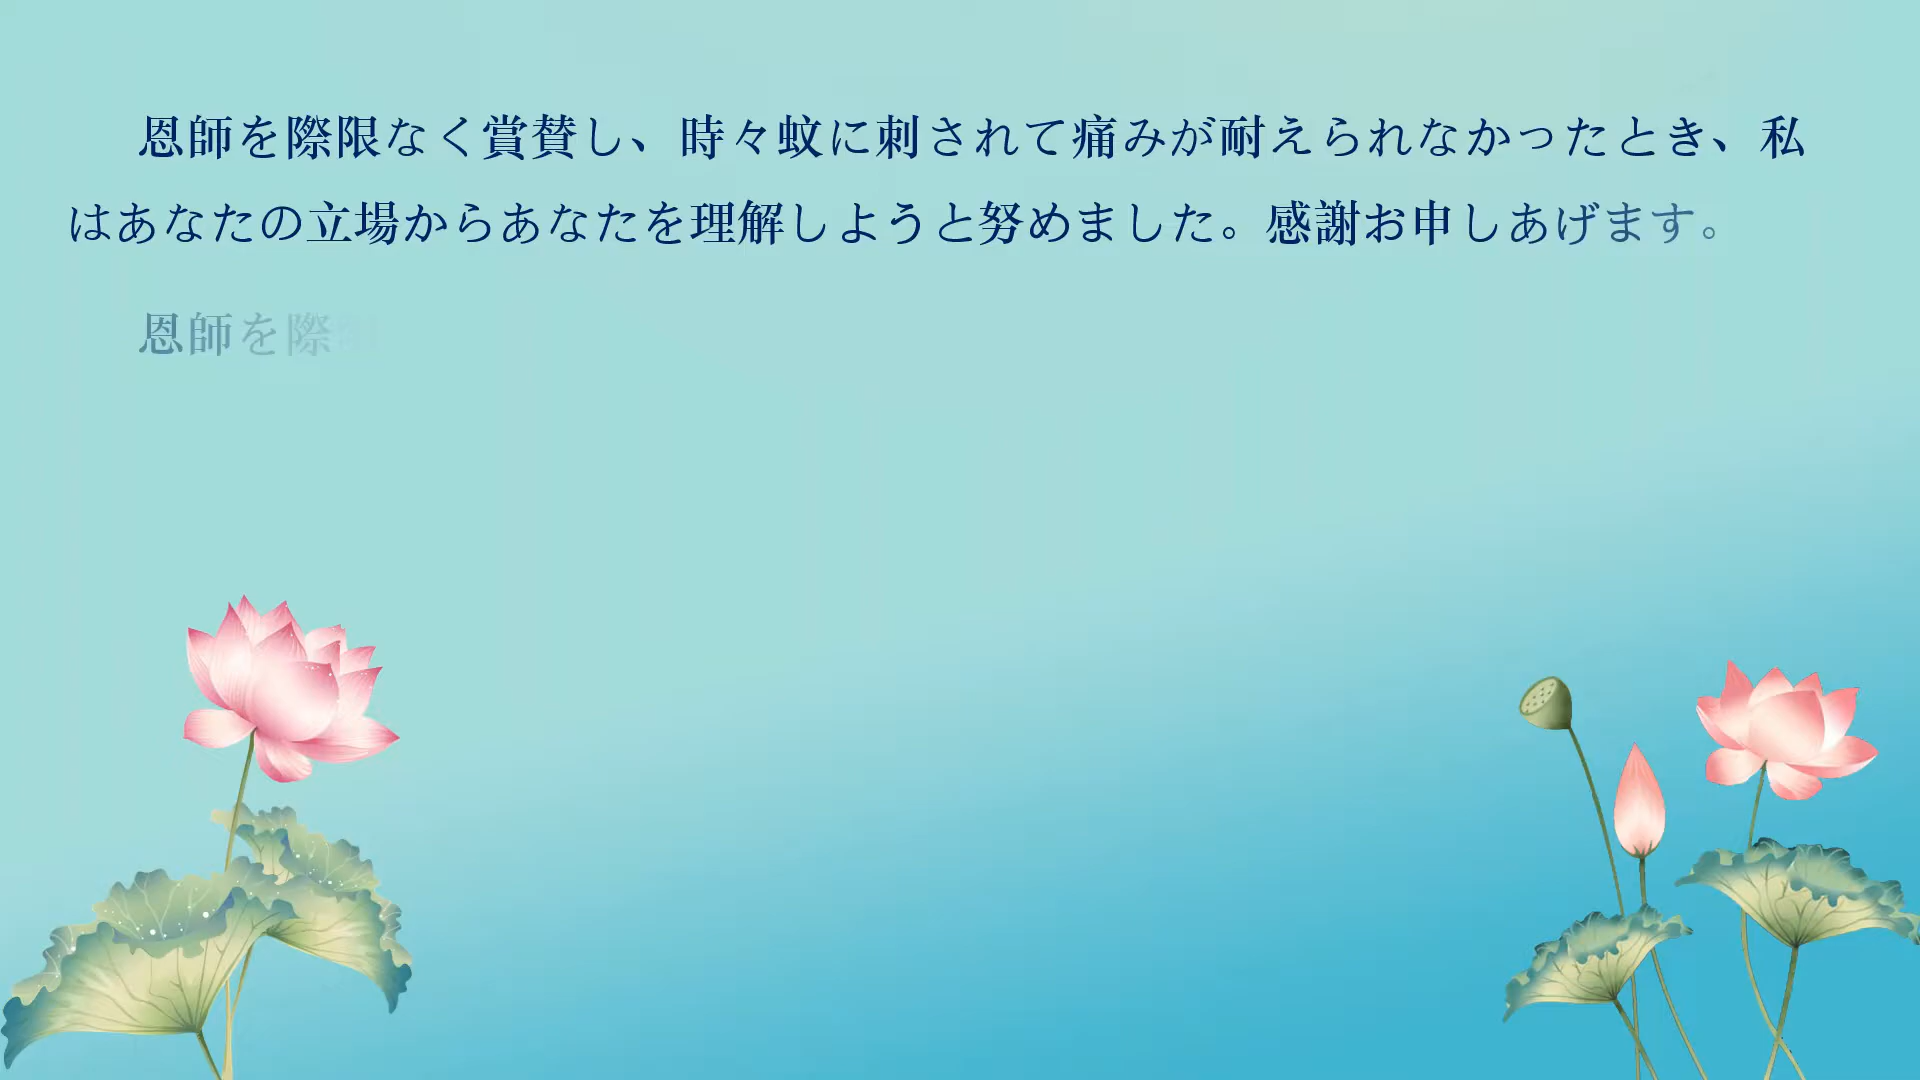 恩師を際限なく賞賛し、時々蚊に刺されて痛みが耐えられなかったとき、私
はあなたの立場からあなたを理解しようと努めました。感謝お申しあげます。
恩師を際